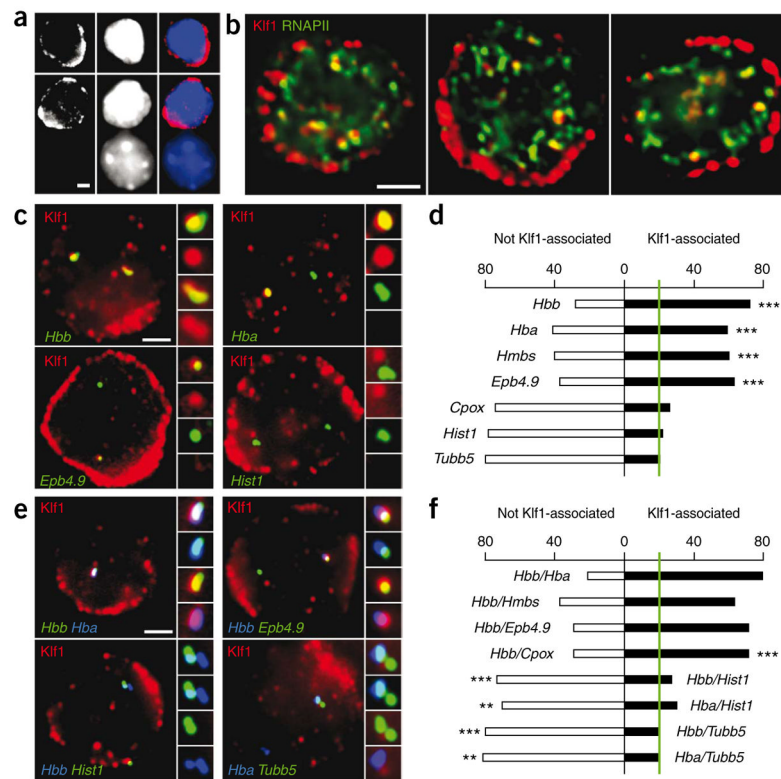 a
b
Klf1 RNAPII
c
Klf1
Hbb
Klf1
Hba
Klf1
Epb4.9
Klf1
Hist1
d
Not Klf1-associated
Klf1-associated
80 40 0 40 80
Hbb ***
Hba ***
Hmbs ***
Epb4.9 ***
Cpox
Hist1
Tubb5
e
Klf1
Hbb Hba
Klf1
Hbb Epb4.9
Klf1
Hbb Hist1
Klf1
Hba Tubb5
f
Not Klf1-associated
Klf1-associated
80 40 0 40 80
Hbb/Hba
Hbb/Hmbs
Hbb/Epb4.9
Hbb/Cpox ***
*** Hbb/Hist1
** Hba/Hist1
*** Hbb/Tubb5
** Hba/Tubb5